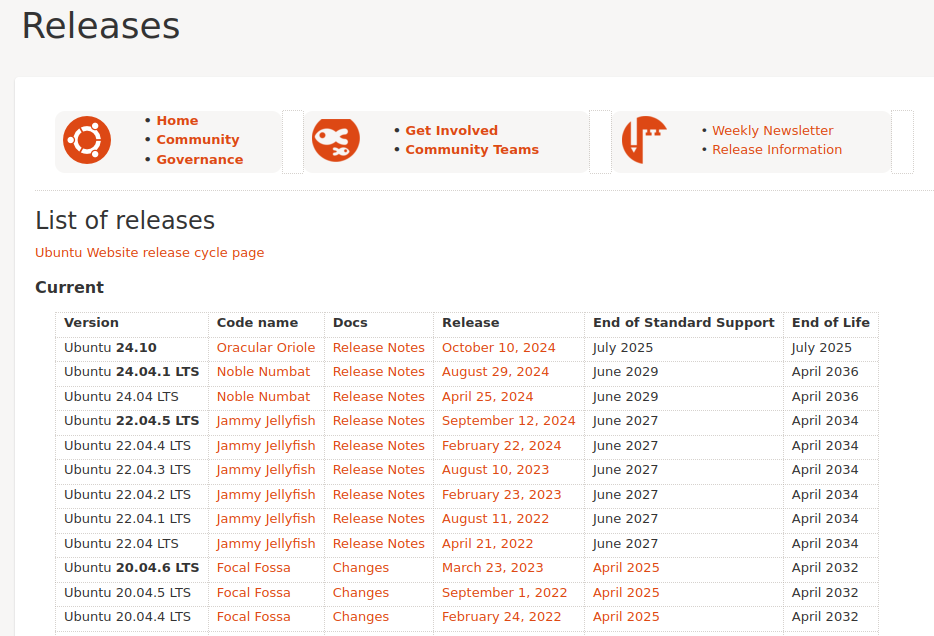 Releases
• Home
• Community
• Governance
• Get Involved
• Community Teams
• Weekly Newsletter
• Release Information
List of releases
Ubuntu Website release cycle page
Current
Version Code name Docs Release End of Standard Support End of Life
Ubuntu 24.10 Oracular Oriole Release Notes October 10, 2024 July 2025 July 2025
Ubuntu 24.04.1 LTS Noble Numbat Release Notes August 29, 2024 June 2029 April 2036
Ubuntu 24.04 LTS Noble Numbat Release Notes April 25, 2024 June 2029 April 2036
Ubuntu 22.04.5 LTS Jammy Jellyfish Release Notes September 12, 2024 June 2027 April 2034
Ubuntu 22.04.4 LTS Jammy Jellyfish Release Notes February 22, 2024 June 2027 April 2034
Ubuntu 22.04.3 LTS Jammy Jellyfish Release Notes August 10, 2023 June 2027 April 2034
Ubuntu 22.04.2 LTS Jammy Jellyfish Release Notes February 23, 2023 June 2027 April 2034
Ubuntu 22.04.1 LTS Jammy Jellyfish Release Notes August 11, 2022 June 2027 April 2034
Ubuntu 22.04 LTS Jammy Jellyfish Release Notes April 21, 2022 June 2027 April 2034
Ubuntu 20.04.6 LTS Focal Fossa Changes March 23, 2023 April 2025 April 2032
Ubuntu 20.04.5 LTS Focal Fossa Changes September 1, 2022 April 2025 April 2032
Ubuntu 20.04.4 LTS Focal Fossa Changes February 24, 2022 April 2025 April 2032